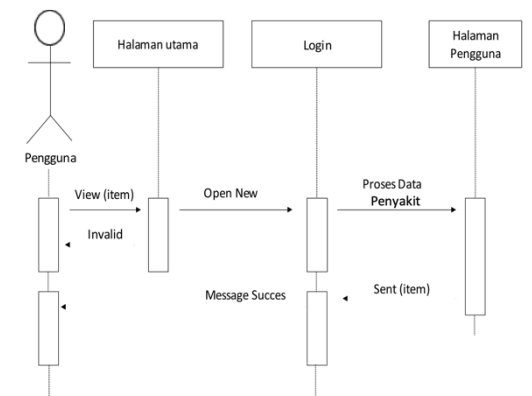 Halaman utama
Login
Halaman
Pengguna
Pengguna
View (item)
Open New
Proses Data
Penyakit
Invalid
Message Succes
Sent (item)